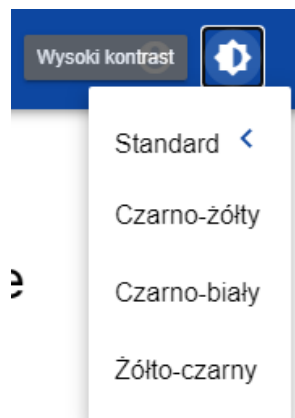 Wysoki kontrast
Standard
Czarno-żółty
e
Czarno-biały
Żółto-czarny